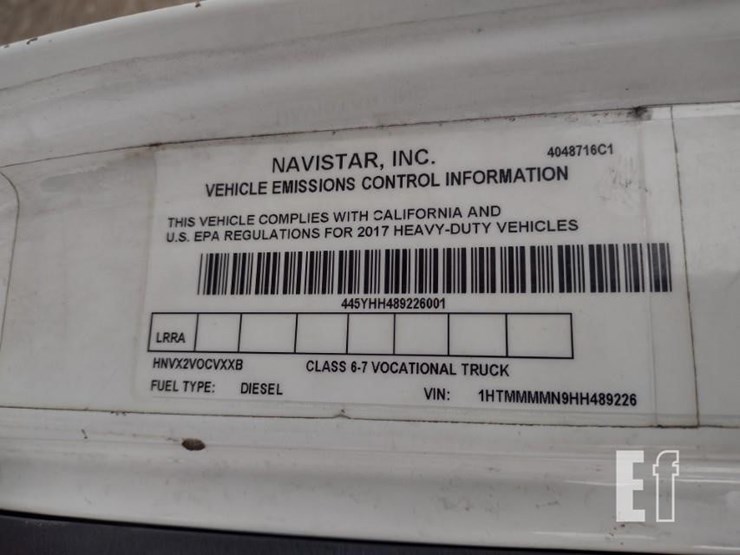 NAVISTAR, INC.
4048716C1
VEHICLE EMISSIONS CONTROL INFORMATION
THIS VEHICLE COMPLIES WITH CALIFORNIA AND
U.S. EPA REGULATIONS FOR 2017 HEAVY-DUTY VEHICLES
445YHH489226001
LRRA
HNVX2VOCVXXB CLASS 6-7 VOCATIONAL TRUCK
FUEL TYPE: DIESEL VIN: 1HTMMMMN9HH489226
Ef